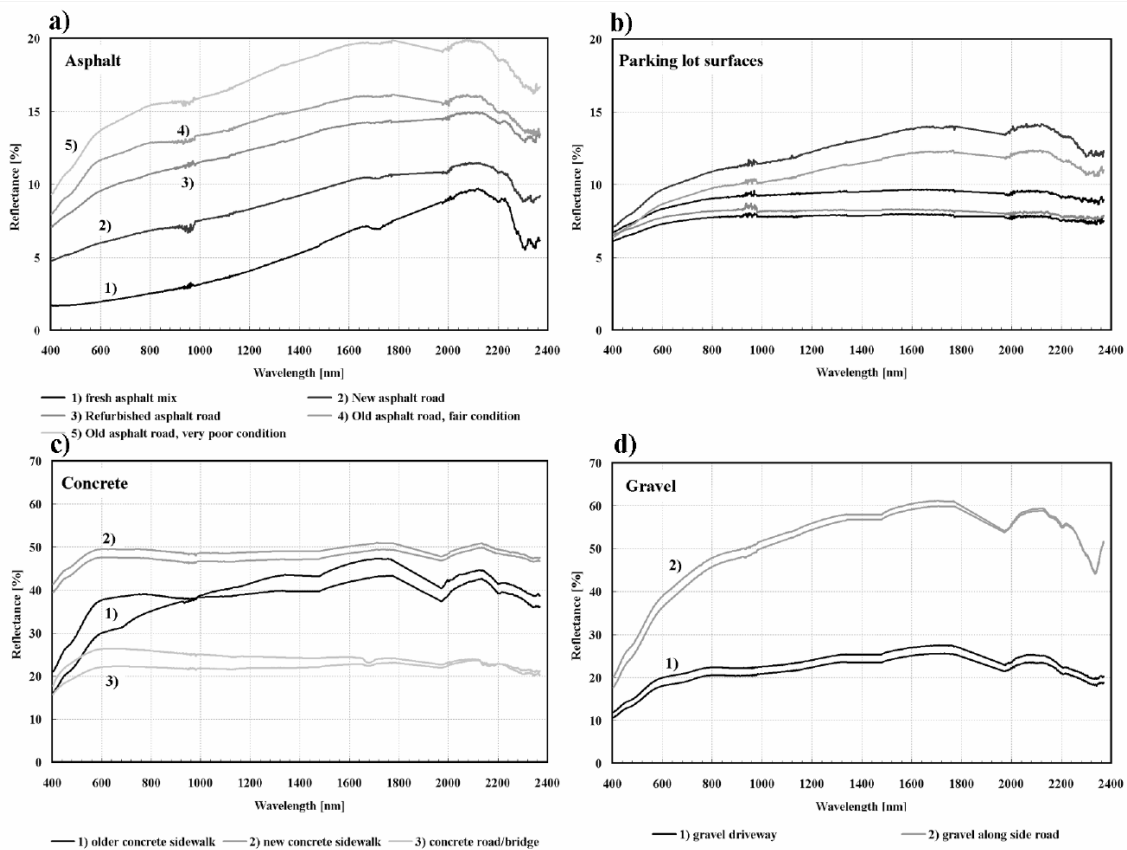 a)
Asphalt
20
15
10
5
0
Reflectance [%]
5)
4)
3)
2)
1)
400 600 800 1000 1200 1400 1600 1800 2000 2200 2400
Wavelength [nm]
1) fresh asphalt mix 2) New asphalt road
3) Refurbished asphalt road 4) Old asphalt road, fair condition
5) Old asphalt road, very poor condition
b)
Parking lot surfaces
20
15
10
5
0
Reflectance [%]
400 600 800 1000 1200 1400 1600 1800 2000 2200 2400
Wavelength [nm]
c)
Concrete
70
60
50
40
30
20
10
0
Reflectance [%]
2)
1)
3)
400 600 800 1000 1200 1400 1600 1800 2000 2200 2400
Wavelength [nm]
1) older concrete sidewalk 2) new concrete sidewalk 3) concrete road/bridge
d)
Gravel
70
60
50
40
30
20
10
0
Reflectance [%]
2)
1)
400 600 800 1000 1200 1400 1600 1800 2000 2200 2400
Wavelength [nm]
1) gravel driveway 2) gravel along side road